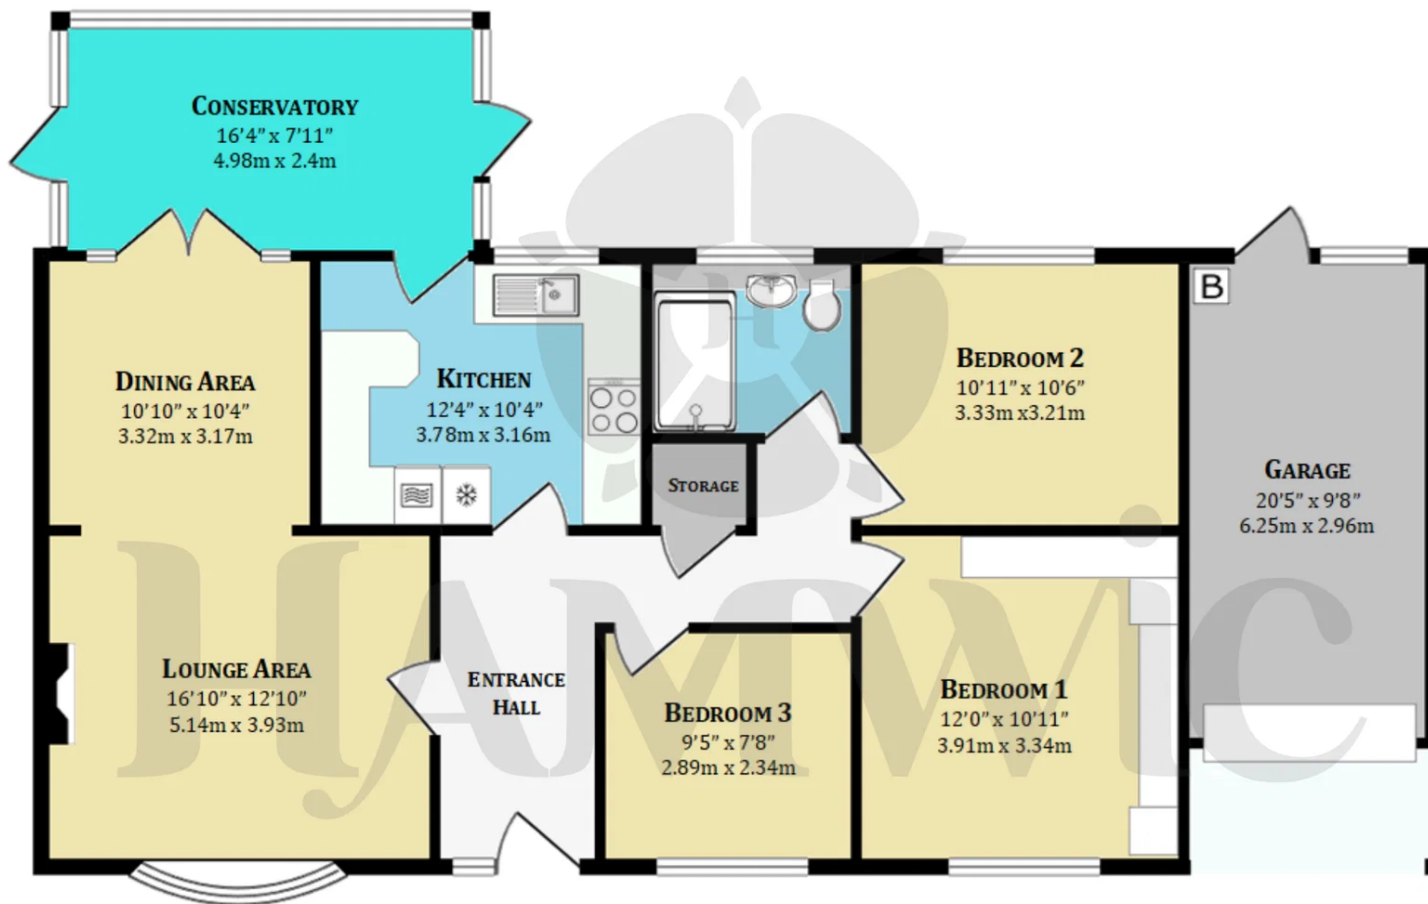 CONSERVATORY
16'4" x 7'11"
4.98m x 2.4m
DINING AREA
10'10" x 10'4"
3.32m x 3.17m
KITCHEN
12'4" x 10'4"
3.78m x 3.16m
H
STORAGE
BEDROOM 2
10'11" x 10'6"
3.33m x3.21m
B
GARAGE
20'5" x 9'8"
6.25m x 2.96m
LOUNGE AREA
16'10" x 12'10"
5.14m x 3.93m
ENTRANCE
HALL
BEDROOM 3
9'5" x 7'8"
2.89m x 2.34m
BEDROOM 1
12'0" x 10'11"
3.91m x 3.34m
HAMWIC